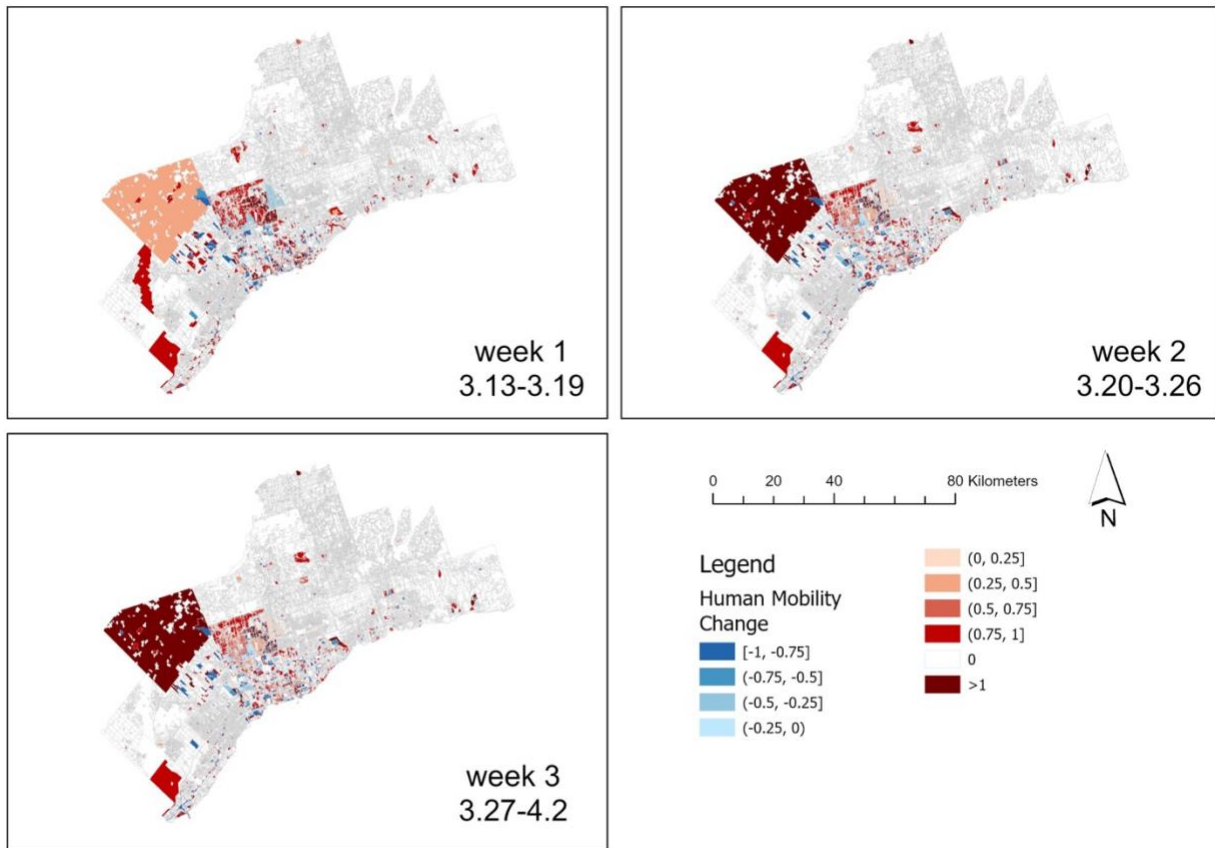 week 1
3.13-3.19
week 2
3.20-3.26
week 3
3.27-4.2
0 20 40 80 Kilometers
N
Legend
Human Mobility
Change
[-1, -0.75]
(-0.75, -0.5]
(-0.5, -0.25]
(-0.25, 0)
(0, 0.25]
(0.25, 0.5]
(0.5, 0.75]
(0.75, 1]
0
>1